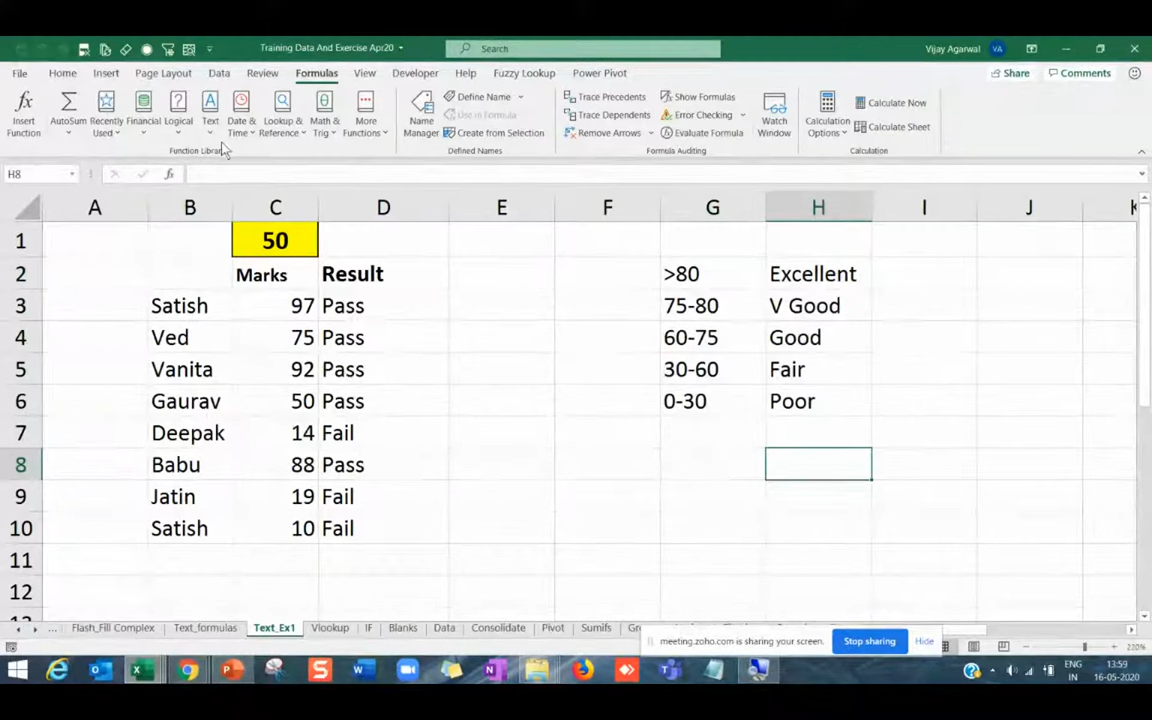 Training Data And Exercise Apr20
Search
Vijay Agarwal VA
File Home Insert Page Layout Data Review Formulas View Developer Help Fuzzy Lookup Power Pivot Share Comments
Insert Function
AutoSum
Recently Used
Financial
Logical
Text
Date & Time
Lookup & Reference
Math & Trig
More Functions
Function Library
Name Manager
Define Name
Use in Formula
Create from Selection
Defined Names
Trace Precedents
Trace Dependents
Remove Arrows
Show Formulas
Error Checking
Evaluate Formula
Formula Auditing
Watch Window
Calculation Options
Calculate Now
Calculate Sheet
Calculation
H8 fx
A B C D E F G H I J K
1 50
2 Marks Result >80 Excellent
3 Satish 97 Pass 75-80 V Good
4 Ved 75 Pass 60-75 Good
5 Vanita 92 Pass 30-60 Fair
6 Gaurav 50 Pass 0-30 Poor
7 Deepak 14 Fail
8 Babu 88 Pass
9 Jatin 19 Fail
10 Satish 10 Fail
11
12
... Flash_Fill Complex Text_formulas Text_Ex1 Vlookup IF Blanks Data Consolidate Pivot Sumifs
meeting.zoho.com is sharing your screen. Stop sharing Hide
220%
ENG
IN
13:59
16-05-2020